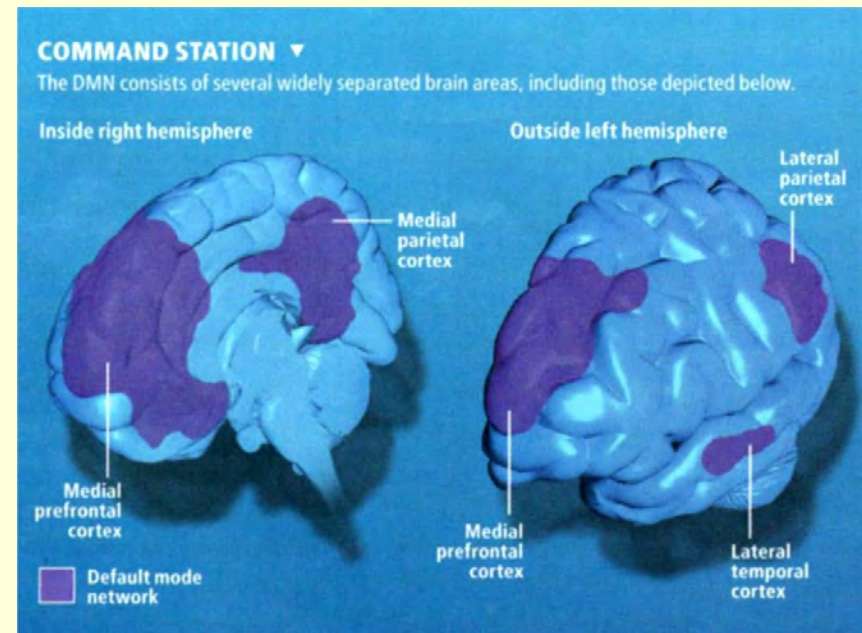 COMMAND STATION ▼
The DMN consists of several widely separated brain areas, including those depicted below.
Inside right hemisphere
Medial
parietal
cortex
Medial
prefrontal
cortex
Outside left hemisphere
Lateral
parietal
cortex
Medial
prefrontal
cortex
Lateral
temporal
cortex
Default mode
network